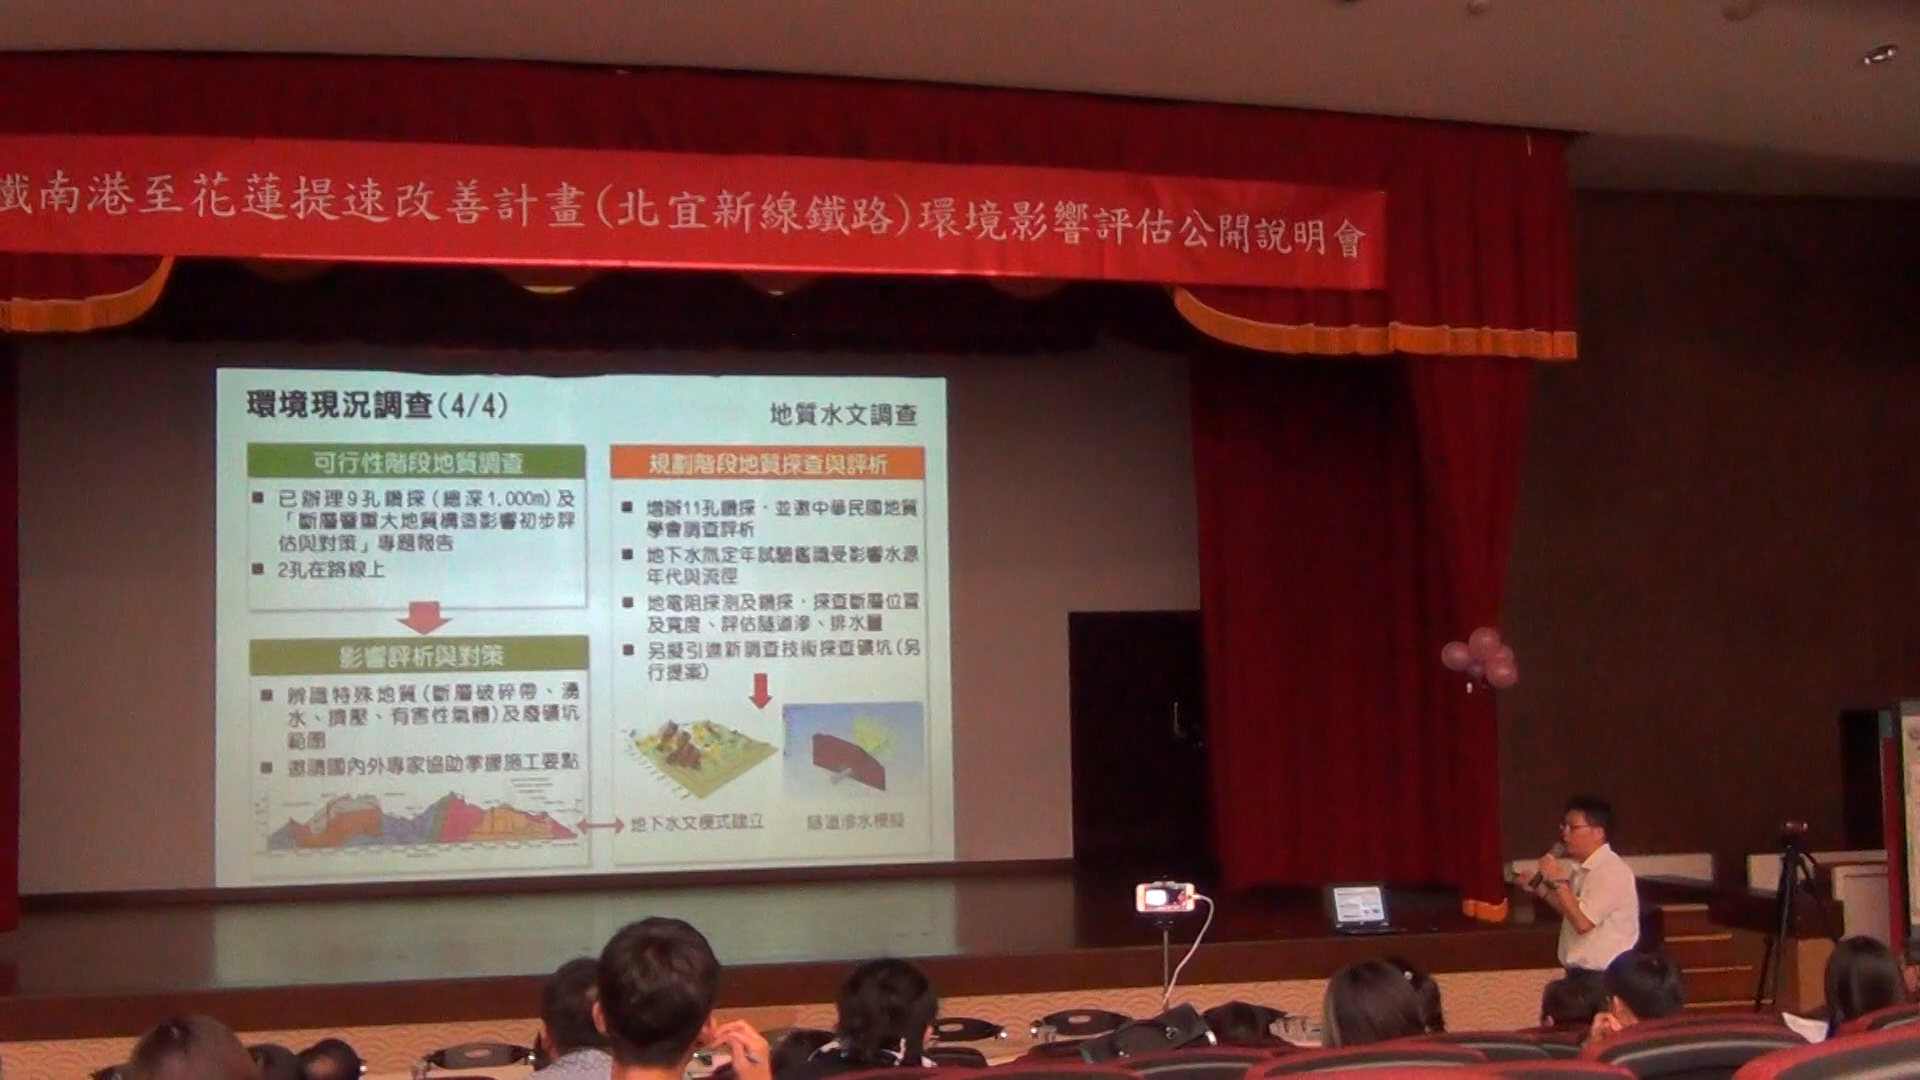 鐵南港至花蓮提速改善計畫(北宜新線鐵路)環境影響評估公開說明會
環境現況調查(4/4)
地質水文調查
可行性階段地質調查
■ 已辦理9孔鑽探(總深1,000m)及
「斷層暨重大地質構造影響初步評
估與對策」專題報告
■ 2孔在路線上
影響評析與對策
■ 辨識特殊地質(斷層破碎帶、湧
水、擠壓、有害性氣體)及廢礦坑
範圍
■ 邀請國內外專家協助掌握施工要點
規劃階段地質探查與評析
■ 增辦11孔鑽探,並邀中華民國地質
學會調查評析
■ 地下水氚定年試驗鑑識受影響水源
年代與流徑
■ 地電阻探測及鑽探,探查斷層位置
及寬度、評估隧道滲、排水量
■ 另擬引進新調查技術探查礦坑(另
行提案)
地下水文模式建立
隧道滲水模擬